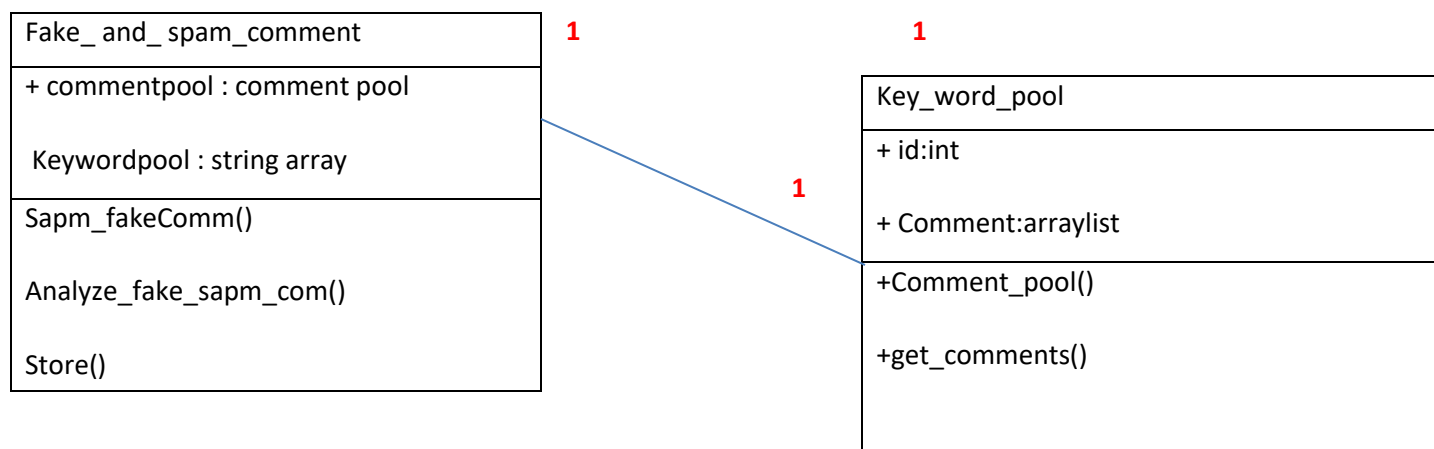 Fake_ and_ spam_comment
1
1
+ commentpool : comment pool
Keywordpool : string array
Sapm_fakeComm()
Analyze_fake_sapm_com()
Store()
1
Key_word_pool
+ id:int
+ Comment:arraylist
+Comment_pool()
+get_comments()